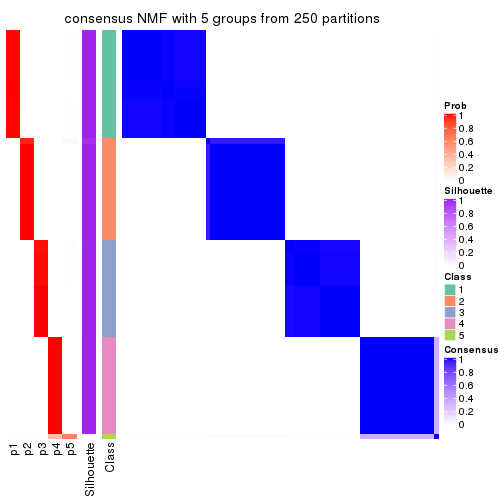 consensus NMF with 5 groups from 250 partitions
Prob
1
0.8
0.6
0.4
0.2
0
Silhouette
1
0.8
0.6
0.4
0.2
0
Class
1
2
3
4
5
Consensus
1
0.8
0.6
0.4
0.2
0
p1
p2
p3
p4
p5
Silhouette
Class